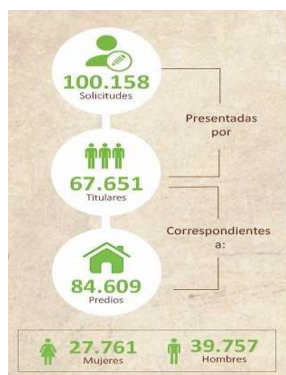 100.158
Solicitudes
Presentadas
por
67.651
Titulares
Correspondientes
a:
84.609
Predios
27.761
Mujeres
39.757
Hombres